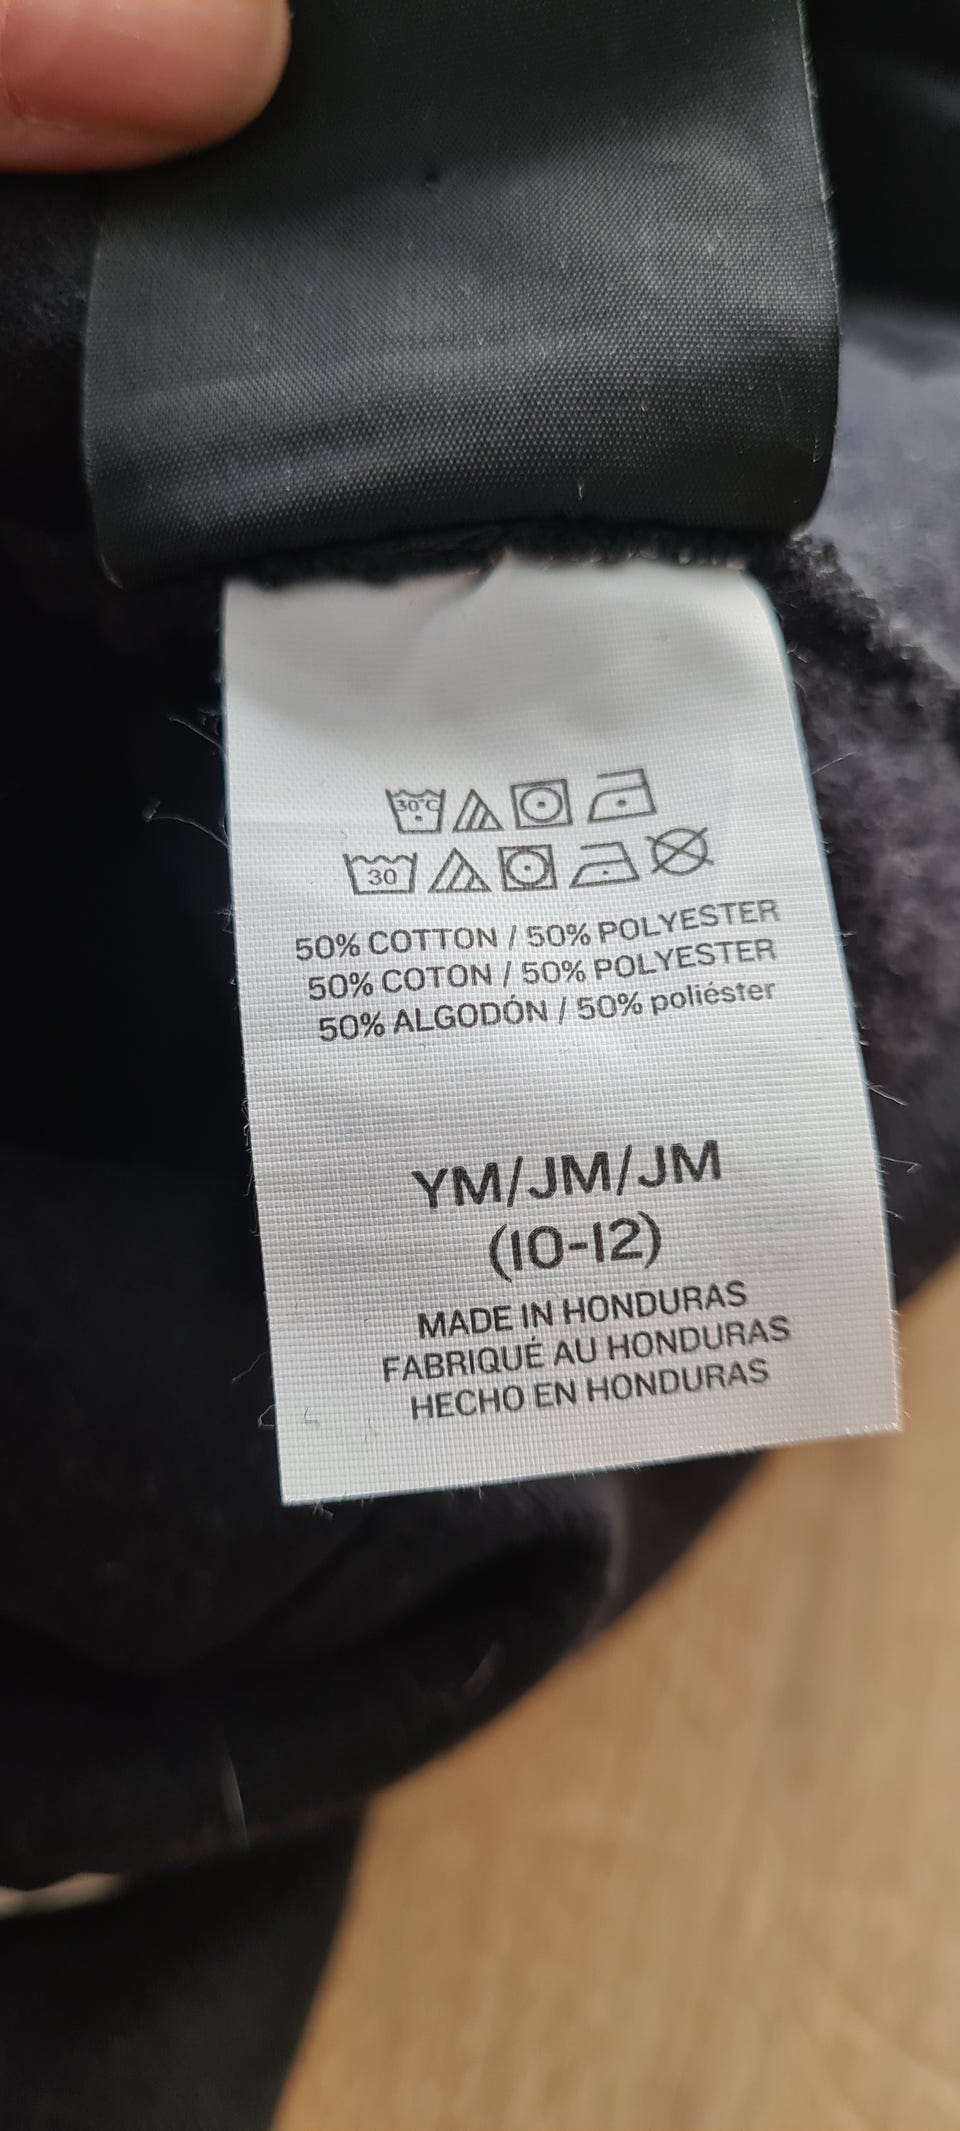 30°C
30
50% COTTON / 50% POLYESTER
50% COTON / 50% POLYESTER
50% ALGODÓN / 50% poliéster
YM/JM/JM
(10-12)
MADE IN HONDURAS
FABRIQUÉ AU HONDURAS
HECHO EN HONDURAS